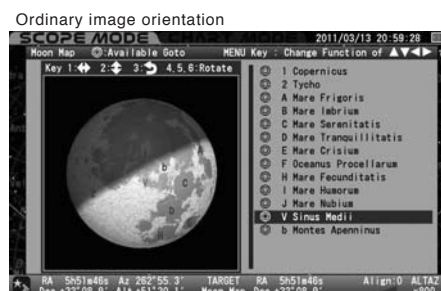 Ordinary image orientation
SCOPE MODE CHART MODE 2011/03/13 20:59:28
Moon Map :Available Goto MENU Key : Change Function of ▲▼◀▶
Key 1: 2: 3: 4,5,6:Rotate
1 Copernicus
2 Tycho
A Mare Frigoris
B Mare Imbrium
C Mare Serenitatis
D Mare Tranquillitatis
E Mare Crisium
F Oceanus Procellarum
H Mare Fecunditatis
I Mare Humorum
J Mare Nubium
V Sinus Medii
b Montes Apenninus
A
b
C
D
H
RA 5h51m46s Az 262°55.3' TARGET RA 5h51m46s Align:0 ALTAZ